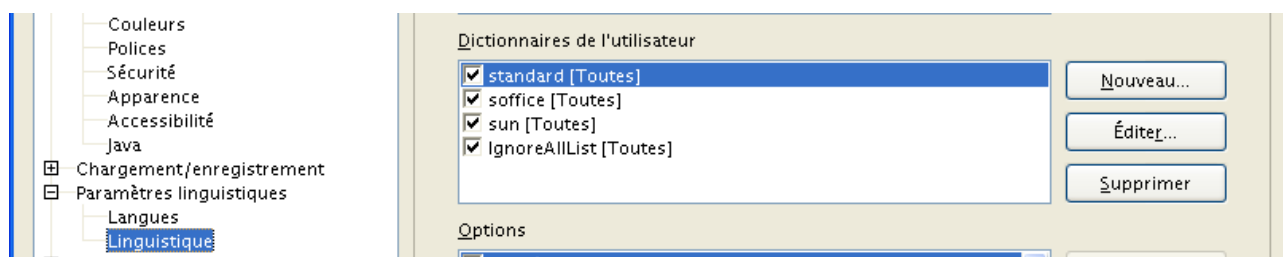 Couleurs
Polices
Sécurité
Apparence
Accessibilité
Java
Chargement/enregistrement
Paramètres linguistiques
Langues
Linguistique
Dictionnaires de l'utilisateur
standard [Toutes]
soffice [Toutes]
sun [Toutes]
IgnoreAllList [Toutes]
Nouveau...
Éditer...
Supprimer
Options